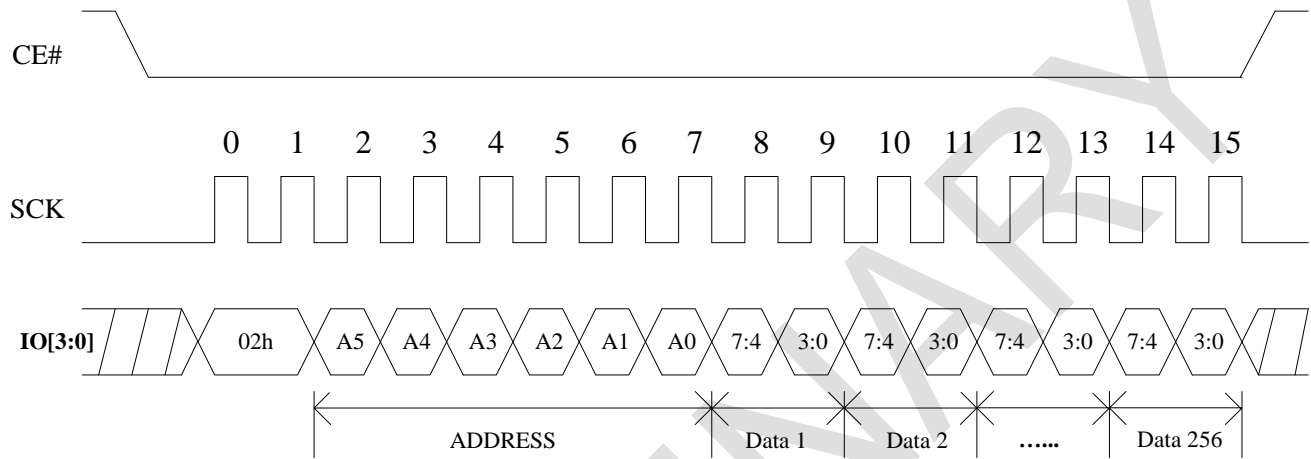 CE#
0 1 2 3 4 5 6 7 8 9 10 11 12 13 14 15
SCK
IO[3:0] 02h A5 A4 A3 A2 A1 A0 7:4 3:0 7:4 3:0 7:4 3:0 7:4 3:0
ADDRESS Data 1 Data 2 …... Data 256